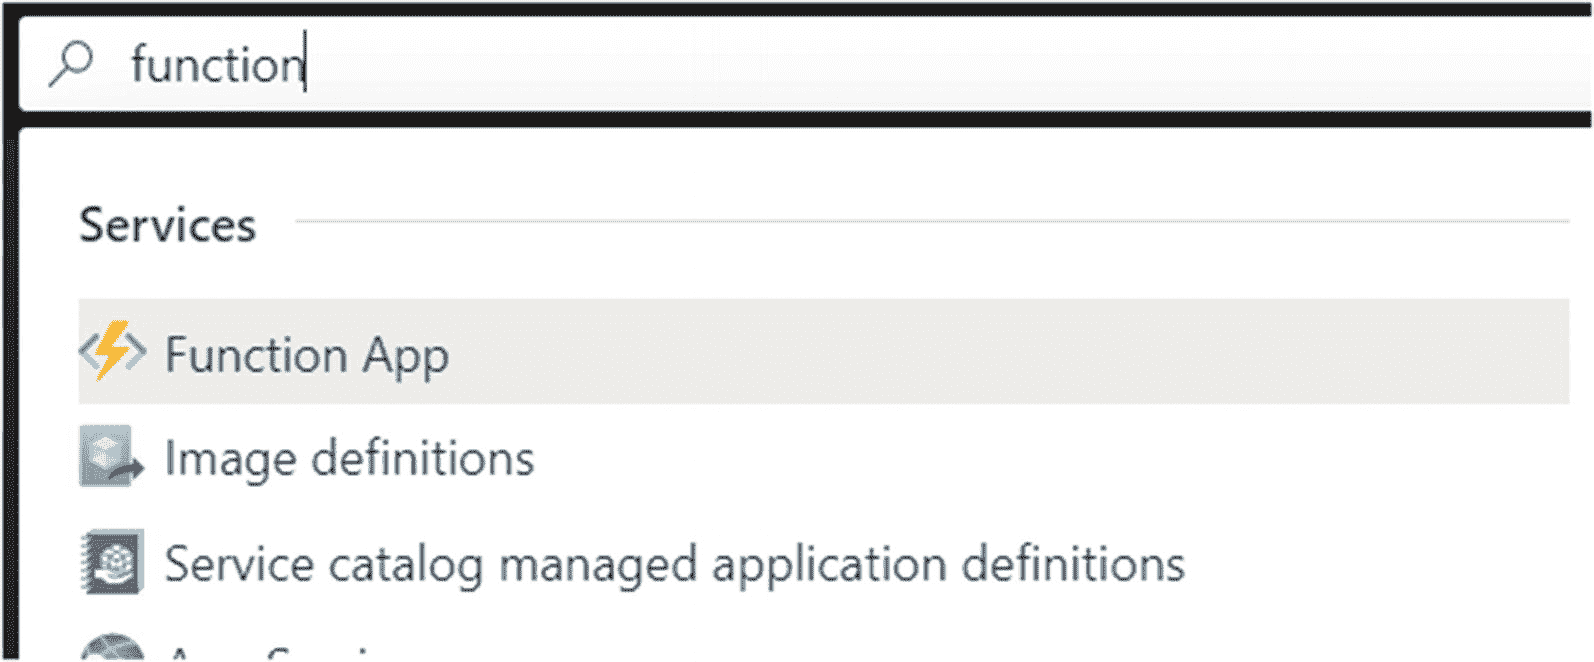 function
Services
Function App
Image definitions
Service catalog managed application definitions